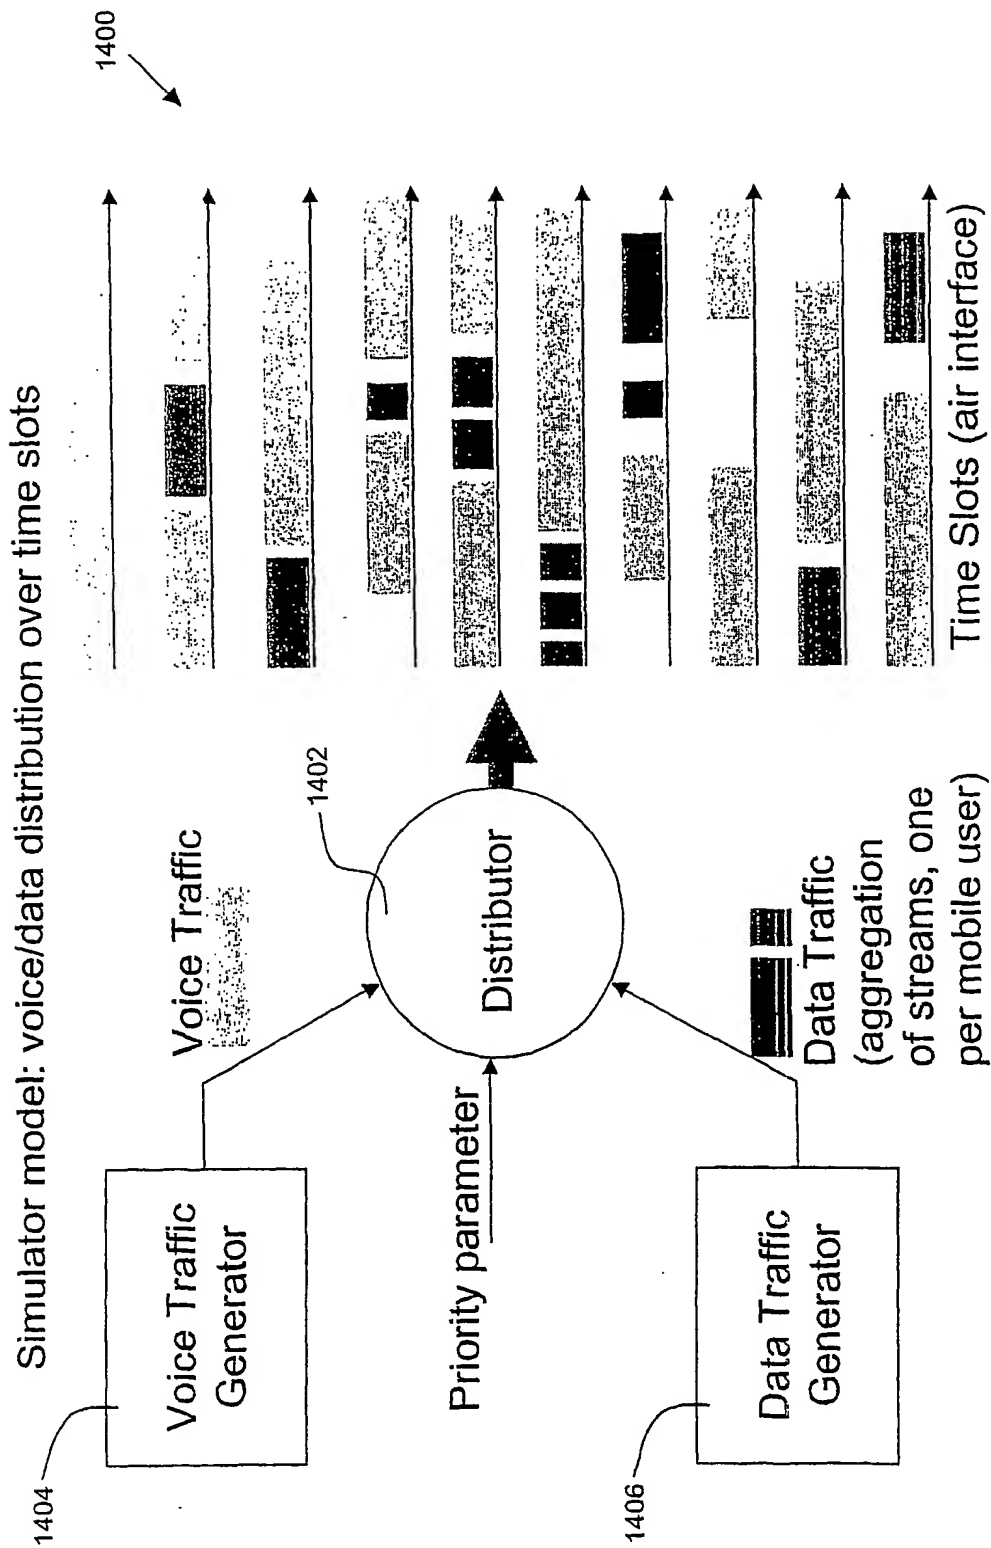 Simulator model: voice/data distribution over time slots
1400
1404
Voice Traffic
Generator
Voice Traffic
1402
Priority parameter
Distributor
1406
Data Traffic
Generator
Data Traffic
(aggregation
of streams, one
per mobile user)
Time Slots (air interface)